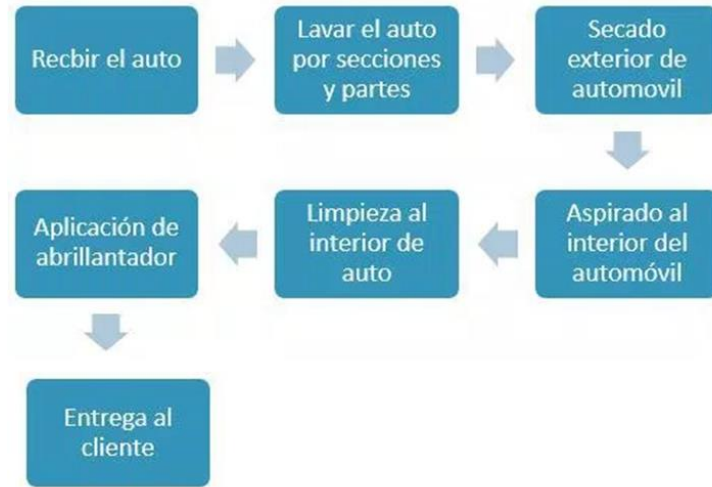 Recbir el auto
Lavar el auto
por secciones
y partes
Secado
exterior de
automovil
Aspirado al
interior del
automóvil
Limpieza al
interior de
auto
Aplicación de
abrillantador
Entrega al
cliente